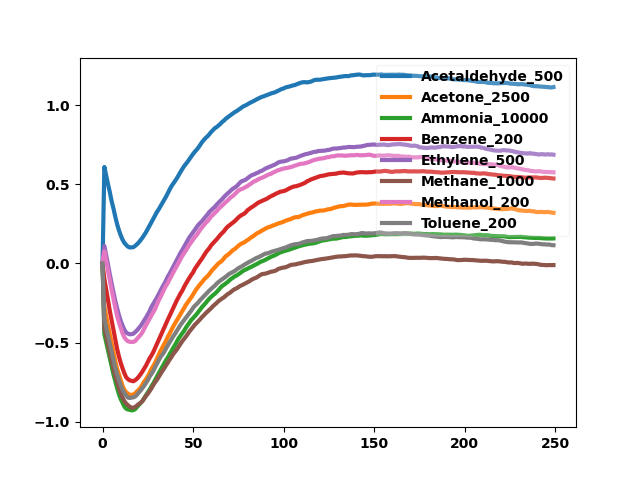 1.0
0.5
0.0
−0.5
−1.0
0
50
100
150
200
250
Acetaldehyde_500
Acetone_2500
Ammonia_10000
Benzene_200
Ethylene_500
Methane_1000
Methanol_200
Toluene_200